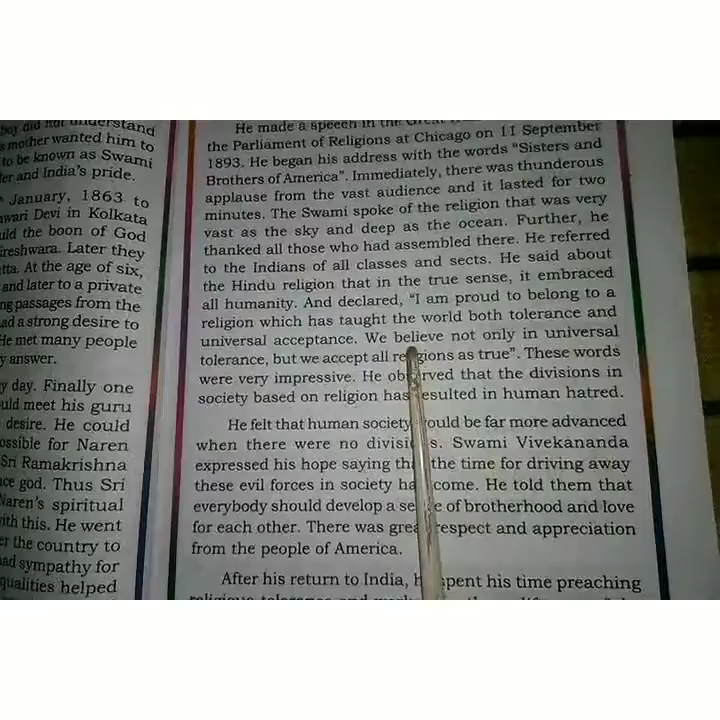 boy did not understand
mother wanted him to
to be known as Swami
er and India's pride.
January, 1863 to
wari Devi in Kolkata
uld the boon of God
ireshwara. Later they
tta. At the age of six,
and later to a private
ng passages from the
ad a strong desire to
He met many people
y answer.
y day. Finally one
uld meet his guru
desire. He could
ossible for Naren
Sri Ramakrishna
ce god. Thus Sri
Naren's spiritual
ith this. He went
er the country to
ad sympathy for
qualities helped
He made a speech in the Great
the Parliament of Religions at Chicago on 11 September
1893. He began his address with the words "Sisters and
Brothers of America". Immediately, there was thunderous
applause from the vast audience and it lasted for two
minutes. The Swami spoke of the religion that was very
vast as the sky and deep as the ocean. Further, he
thanked all those who had assembled there. He referred
to the Indians of all classes and sects. He said about
the Hindu religion that in the true sense, it embraced
all humanity. And declared, "I am proud to belong to a
religion which has taught the world both tolerance and
universal acceptance. We believe not only in universal
tolerance, but we accept all religions as true". These words
were very impressive. He observed that the divisions in
society based on religion has resulted in human hatred.
He felt that human society would be far more advanced
when there were no divisions. Swami Vivekananda
expressed his hope saying that the time for driving away
these evil forces in society has come. He told them that
everybody should develop a sense of brotherhood and love
for each other. There was great respect and appreciation
from the people of America.
After his return to India, he spent his time preaching
religious tolerance and